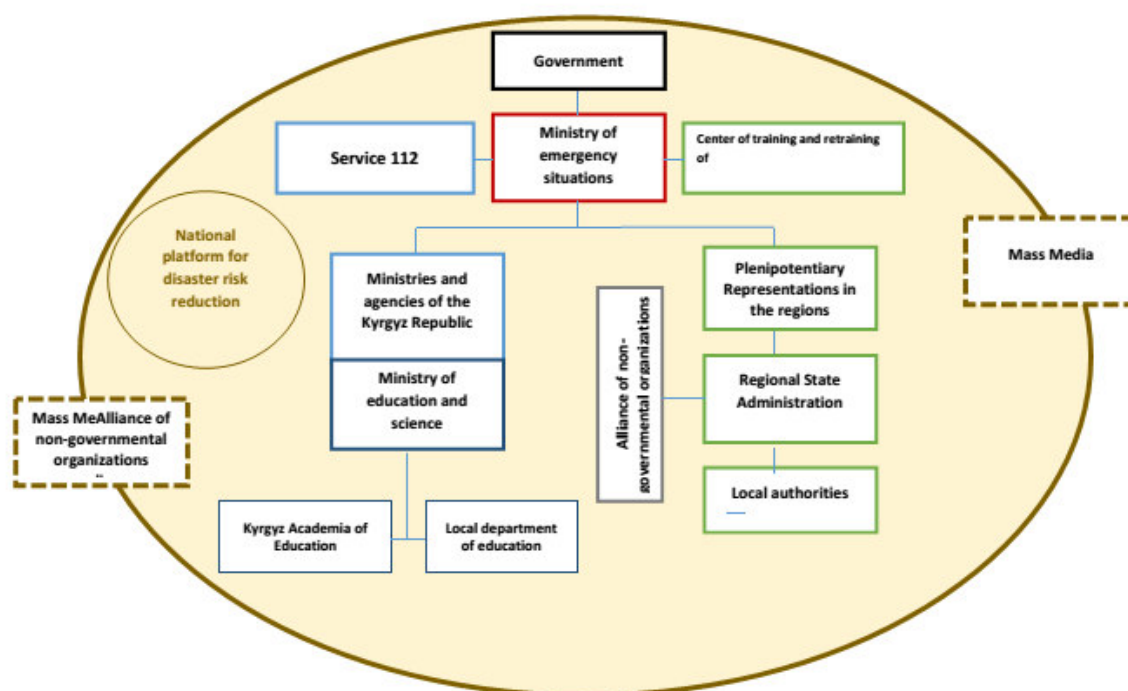 Government
Service 112
Ministry of
emergency
situations
Center of training and retraining
of
National
platform for
disaster risk
reduction
Ministries and
agencies of the
Kyrgyz Republic
Plenipotentiary
Representations in
the regions
Mass Media
Alliance of non-
governmental organizations
Ministry of
education and
science
Regional State
Administration
Mass MeAlliance of
non-governmental
organizations
Local authorities
Kyrgyz Academia of
Education
Local department
of education